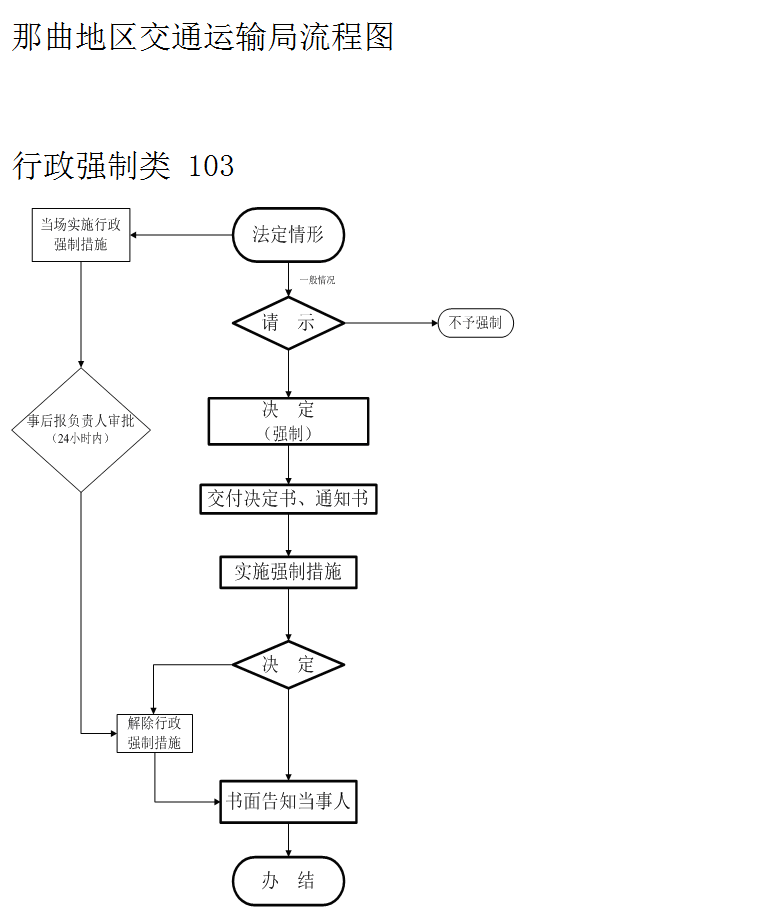 那曲地区交通运输局流程图
行政强制类 103
当场实施行政
强制措施
法定情形
一般情况
请 示
不予强制
决 定
（强制）
事后报负责人审批
（24小时内）
交付决定书、通知书
实施强制措施
决 定
解除行政
强制措施
书面告知当事人
办 结